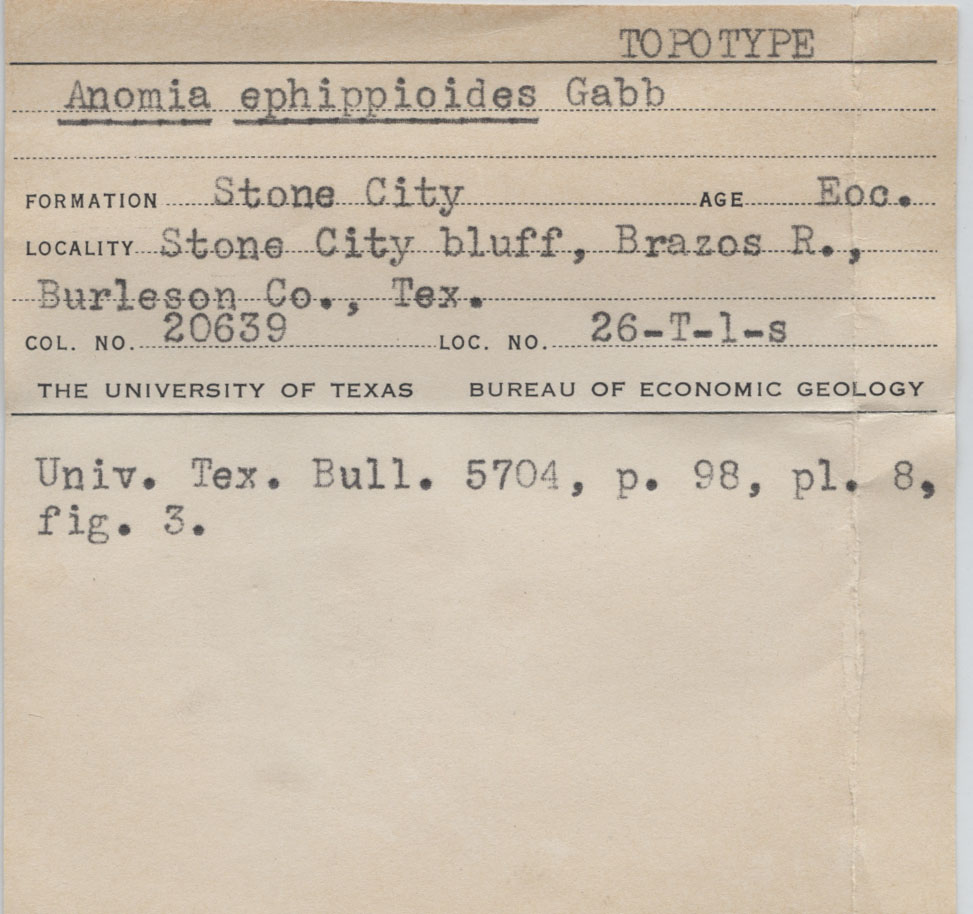 TOPOTYPE
Anomia ephippioides Gabb
FORMATION Stone City AGE Eoc.
LOCALITY Stone City bluff, Brazos R.,
Burleson Co., Tex.
COL. NO. 20639 LOC. NO. 26-T-1-s
THE UNIVERSITY OF TEXAS BUREAU OF ECONOMIC GEOLOGY
Univ. Tex. Bull. 5704, p. 98, pl. 8,
fig. 3.